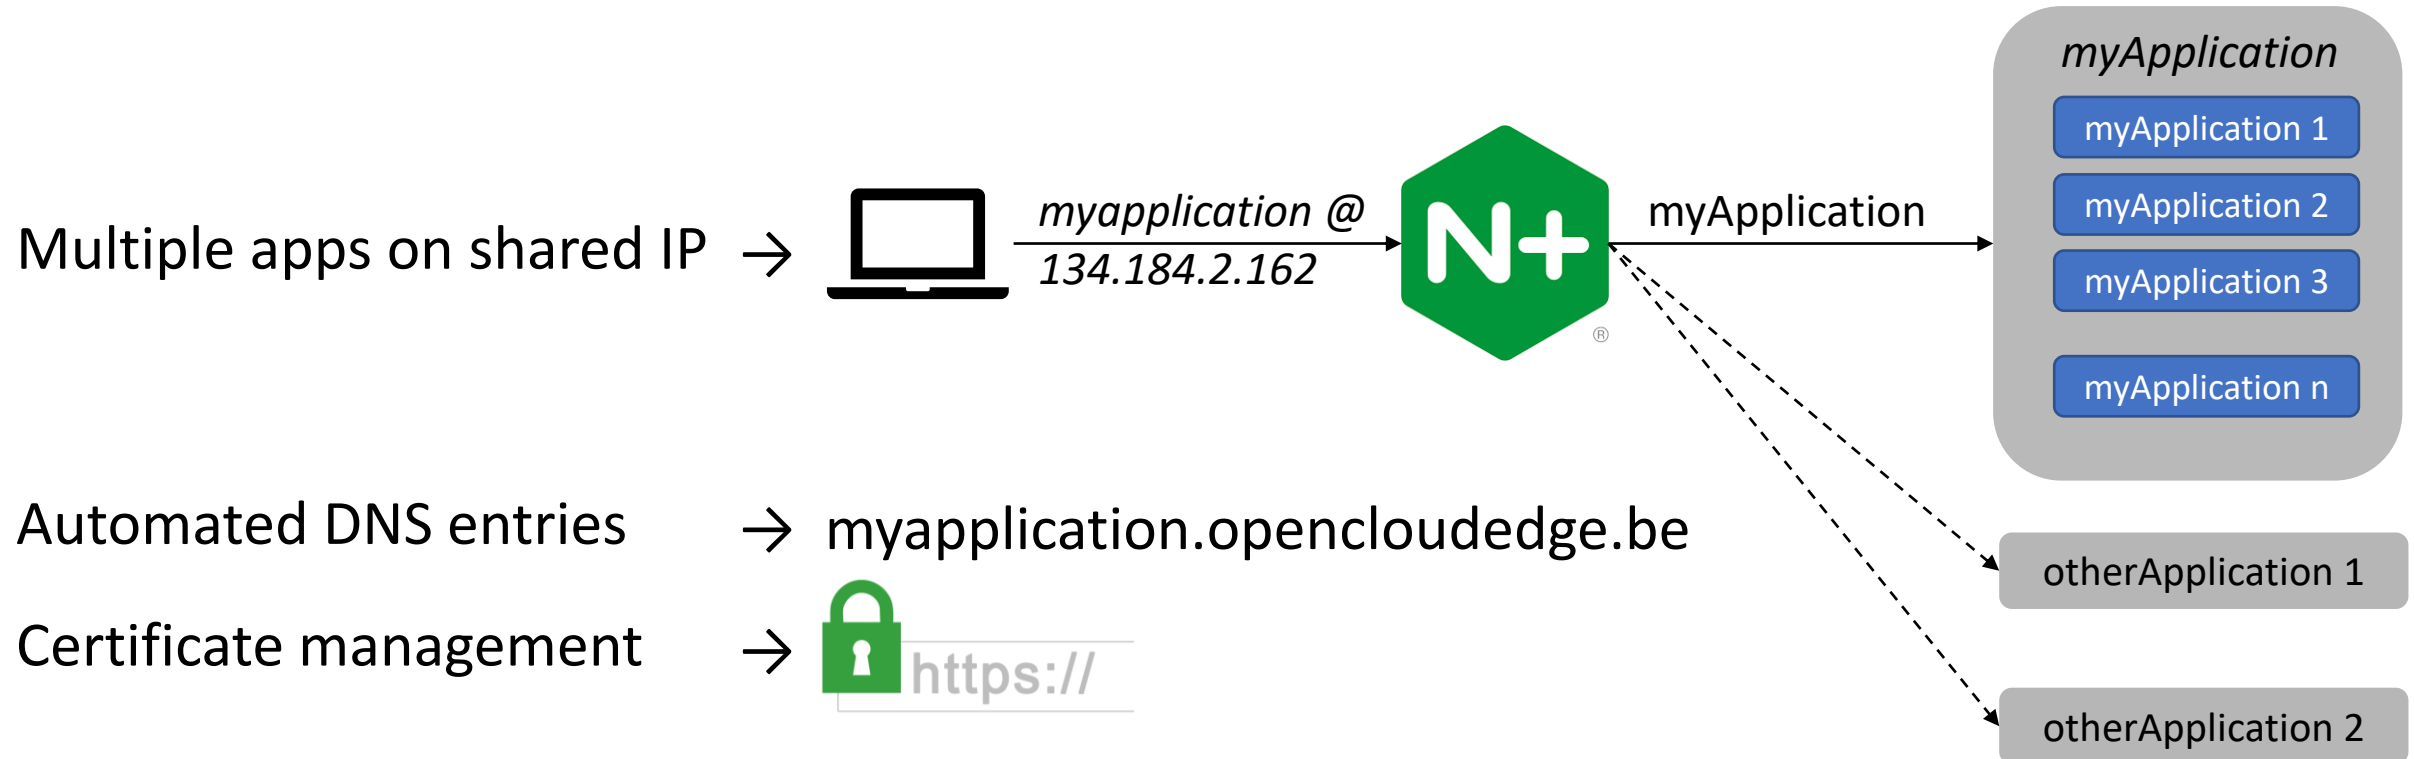 Multiple apps on shared IP →
myapplication @
134.184.2.162
N+
®
myApplication
myApplication
myApplication 1
myApplication 2
myApplication 3
myApplication n
otherApplication 1
otherApplication 2
Automated DNS entries → myapplication.opencloudedge.be
Certificate management →
https://